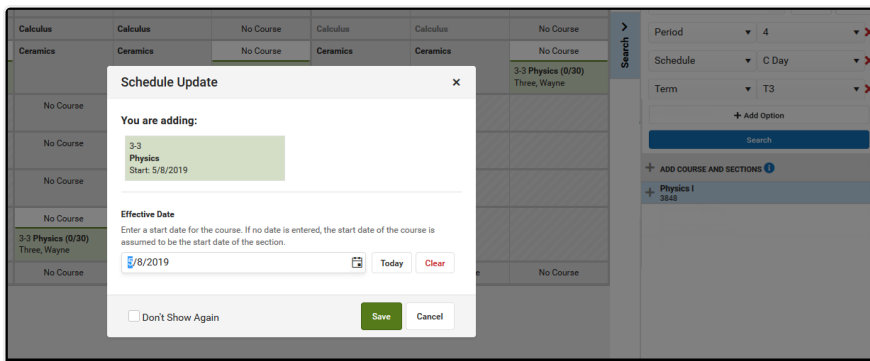 Calculus Calculus No Course Calculus Calculus No Course
Ceramics Ceramics No Course Ceramics Ceramics No Course
3-3 Physics (0/30)
Three, Wayne
No Course
No Course
No Course
No Course
3-3 Physics (0/30)
Three, Wayne
No Course
No Course
Schedule Update ×
You are adding:
3-3
Physics
Start: 5/8/2019
Effective Date
Enter a start date for the course. If no date is entered, the start date of the course is
assumed to be the start date of the section.
5/8/2019 Today Clear
Don't Show Again Save Cancel
Search
Period 4
Schedule C Day
Term T3
+ Add Option
Search
+ ADD COURSE AND SECTIONS i
+ Physics I
3848